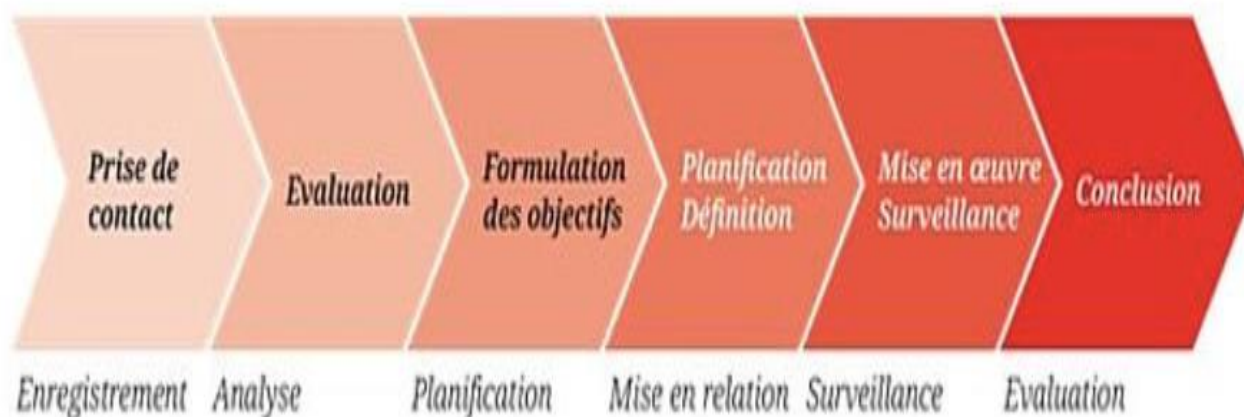 Prise de
contact
Evaluation
Formulation
des objectifs
Planification
Définition
Mise en œuvre
Surveillance
Conclusion
Enregistrement
Analyse
Planification
Mise en relation
Surveillance
Evaluation